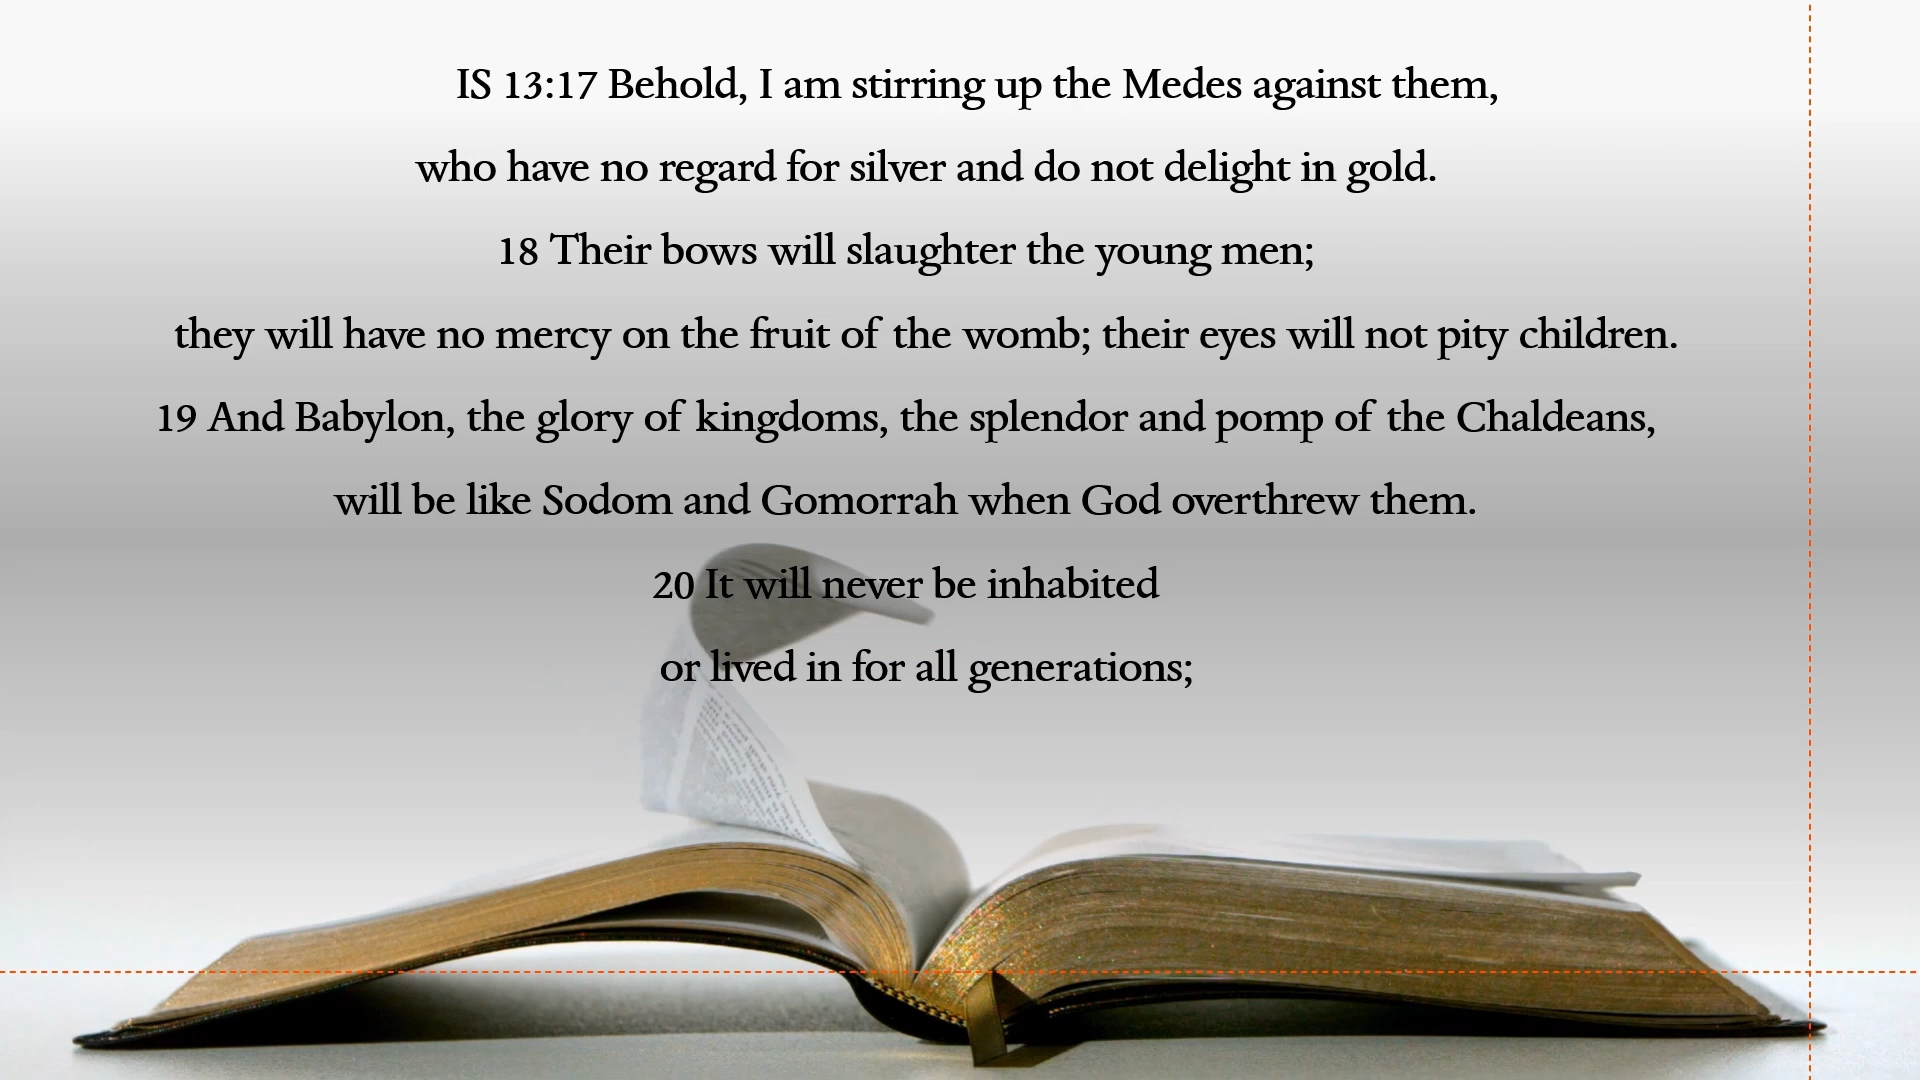 IS 13:17 Behold, I am stirring up the Medes against them,
who have no regard for silver and do not delight in gold.
18 Their bows will slaughter the young men;
they will have no mercy on the fruit of the womb; their eyes will not pity children.
19 And Babylon, the glory of kingdoms, the splendor and pomp of the Chaldeans,
will be like Sodom and Gomorrah when God overthrew them.
20 It will never be inhabited
or lived in for all generations;